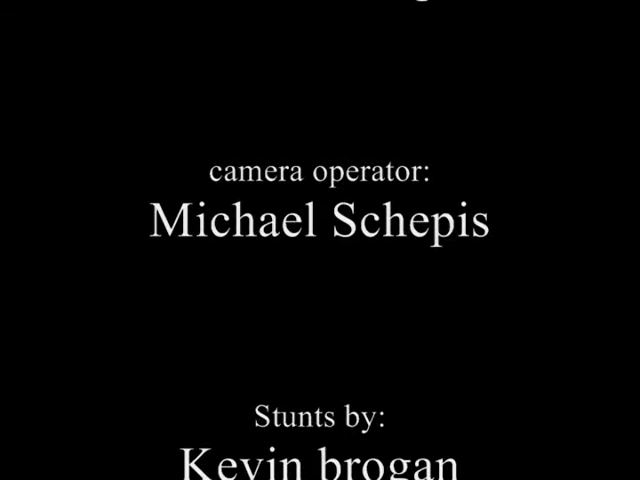 camera operator:
Michael Schepis
Stunts by:
Kevin brogan